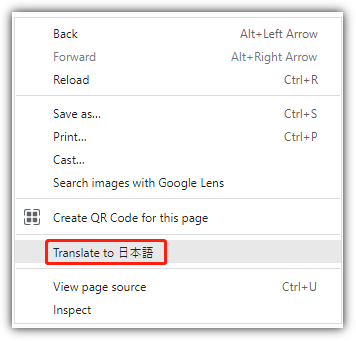 Back Alt+Left Arrow
Forward Alt+Right Arrow
Reload Ctrl+R
Save as... Ctrl+S
Print... Ctrl+P
Cast...
Search images with Google Lens
Create QR Code for this page
Translate to 日本語
View page source Ctrl+U
Inspect